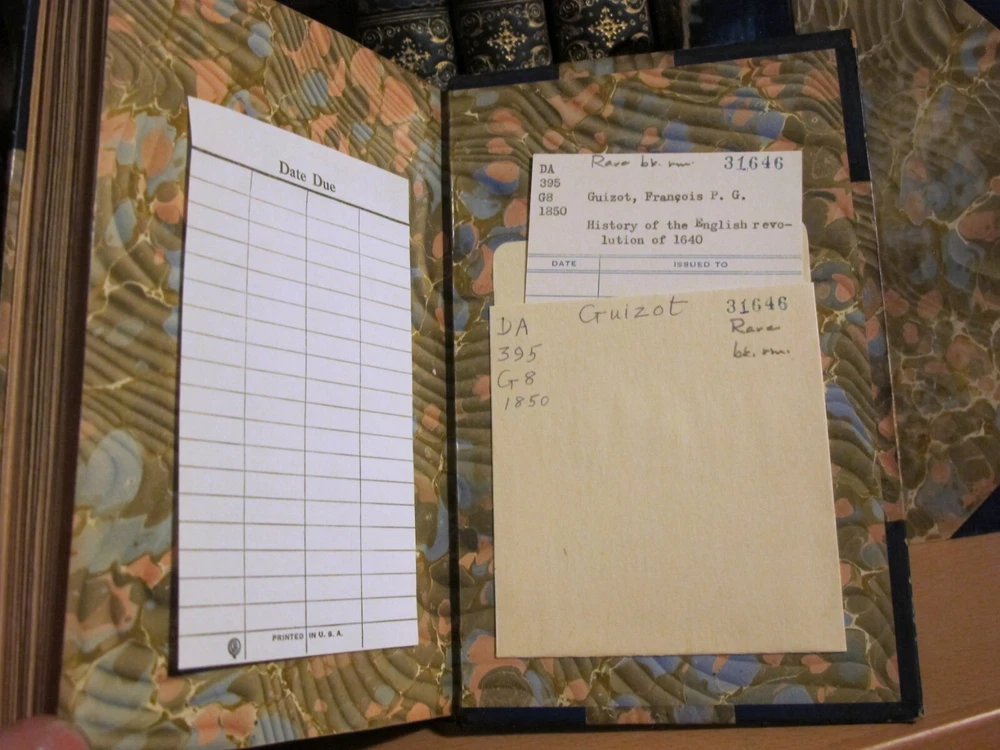 Date Due
PRINTED IN U. S. A.
DA Rare bk. rm. 31646
395
G8 Guizot, François P. G.
1850
History of the English revo-
lution of 1640
DATE ISSUED TO
DA Guizot 31646
395 Rare
G8 bk. rm.
1850